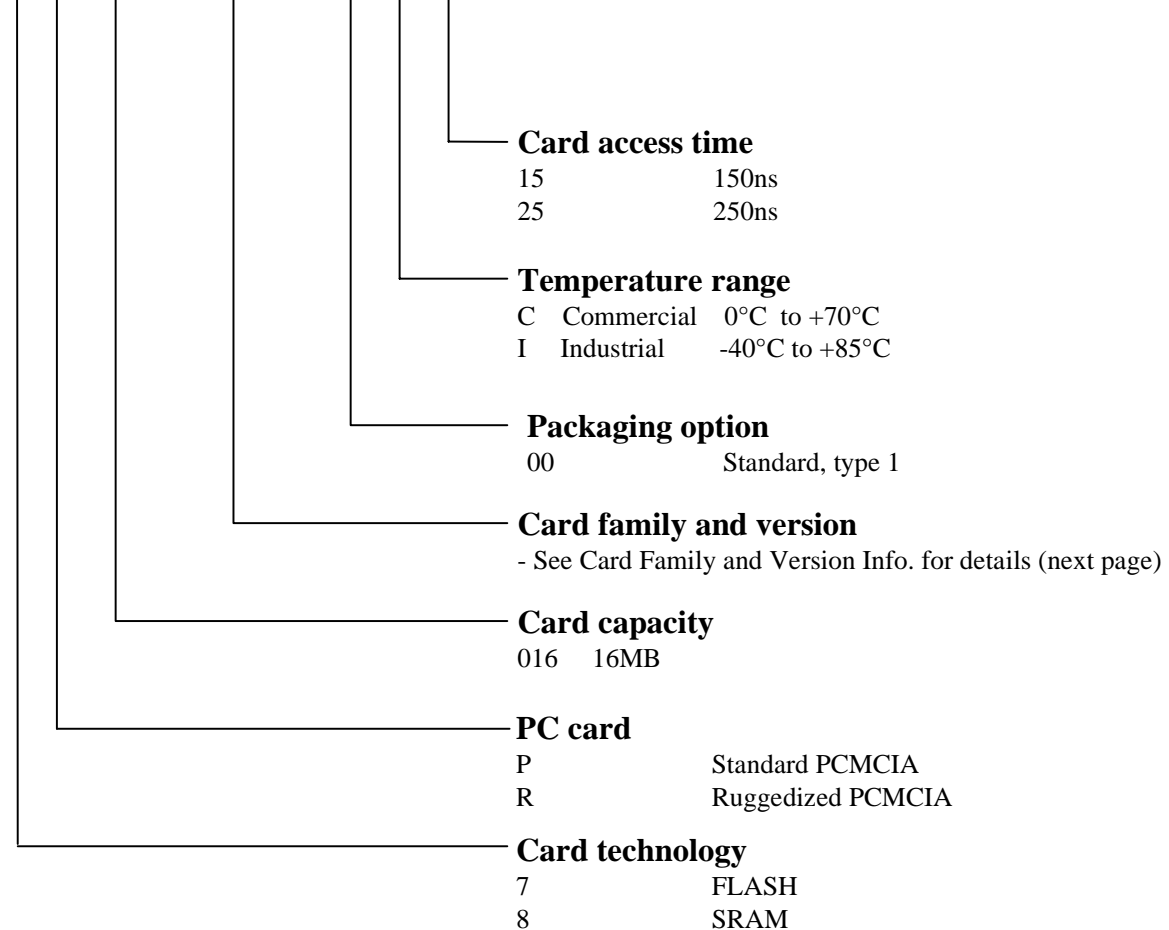 Card access time
15 150ns
25 250ns
Temperature range
C Commercial 0°C to +70°C
I Industrial -40°C to +85°C
Packaging option
00 Standard, type 1
Card family and version
- See Card Family and Version Info. for details (next page)
Card capacity
016 16MB
PC card
P Standard PCMCIA
R Ruggedized PCMCIA
Card technology
7 FLASH
8 SRAM